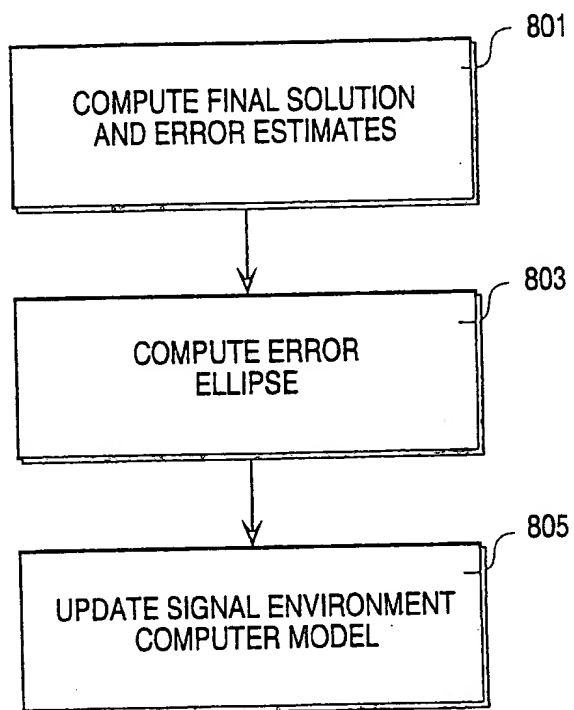 801
COMPUTE FINAL SOLUTION
AND ERROR ESTIMATES
803
COMPUTE ERROR
ELLIPSE
805
UPDATE SIGNAL ENVIRONMENT
COMPUTER MODEL